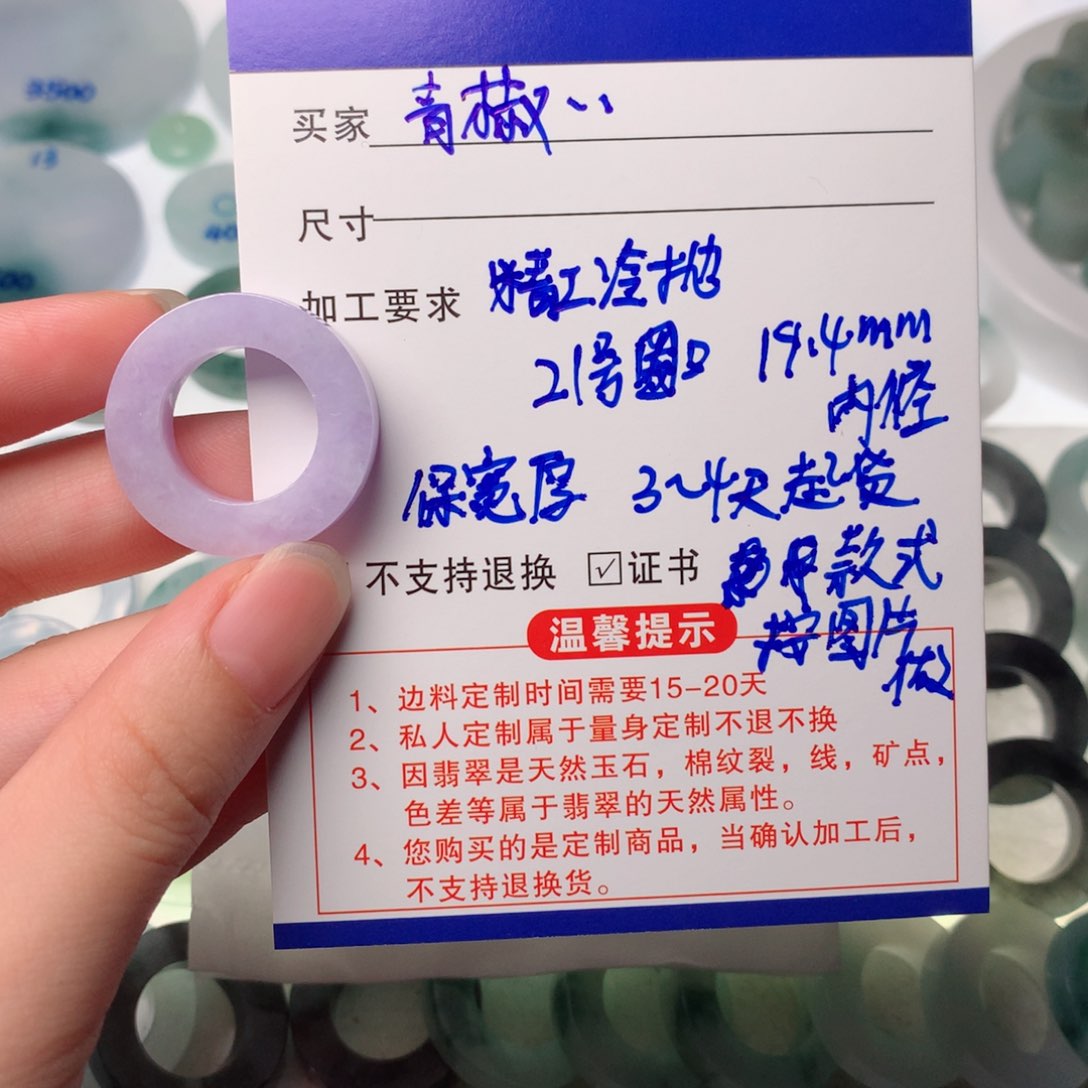 买家 青椒
尺寸
加工要求 精工冷抛
21号圈口 19.4mm
内径
保宽厚 3~4天起货
不支持退换 ☑证书 款式
按图片
做
温馨提示
1、边料定制时间需要15-20天
2、私人定制属于量身定制不退不换
3、因翡翠是天然玉石，棉纹裂，线，矿点，
色差等属于翡翠的天然属性。
4、您购买的是定制商品，当确认加工后，
不支持退换货。
3500
13